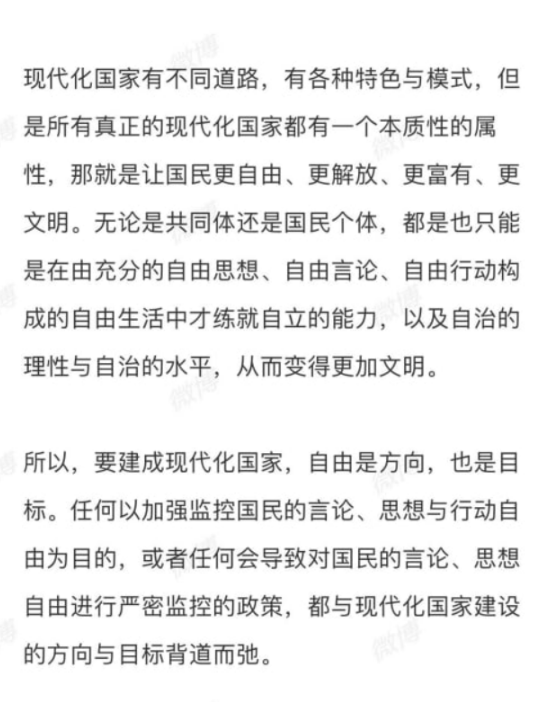 现代化国家有不同道路，有各种特色与模式，但
是所有真正的现代化国家都有一个本质性的属
性，那就是让国民更自由、更解放、更富有、更
文明。无论是共同体还是国民个体，都是也只能
是在由充分的自由思想、自由言论、自由行动构
成的自由生活中才练就自立的能力，以及自治的
理性与自治的水平，从而变得更加文明。
所以，要建成现代化国家，自由是方向，也是目
标。任何以加强监控国民的言论、思想与行动自
由为目的，或者任何会导致对国民的言论、思想
自由进行严密监控的政策，都与现代化国家建设
的方向与目标背道而弛。